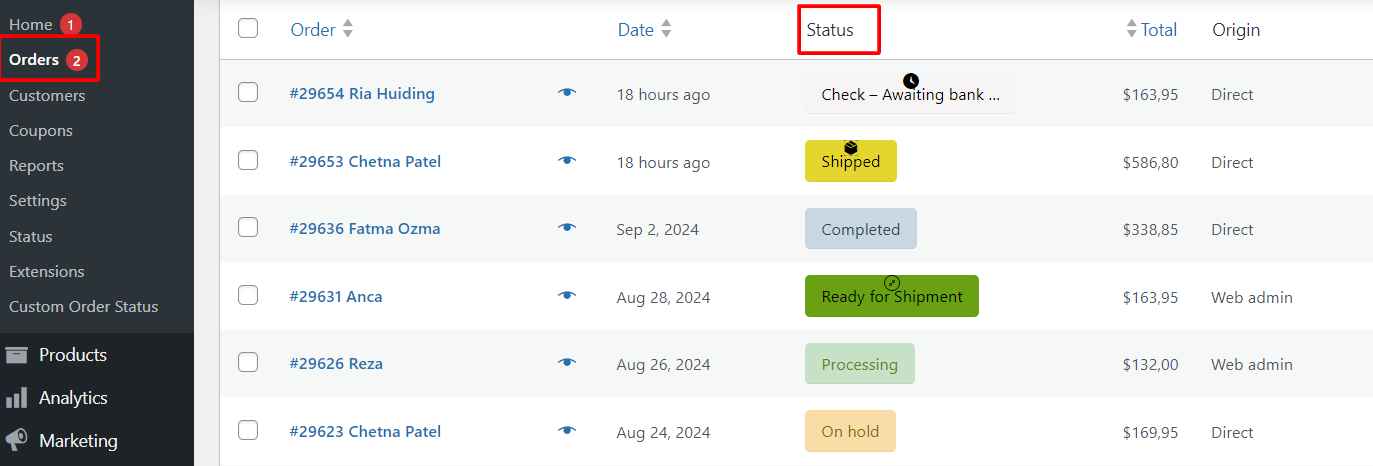 Home 1
Orders 2
Customers
Coupons
Reports
Settings
Status
Extensions
Custom Order Status
Products
Analytics
Marketing
Order Date Status Total Origin
#29654 Ria Huiding 18 hours ago Check – Awaiting bank ... $163,95 Direct
#29653 Chetna Patel 18 hours ago Shipped $586,80 Direct
#29636 Fatma Ozma Sep 2, 2024 Completed $338,85 Direct
#29631 Anca Aug 28, 2024 Ready for Shipment $163,95 Web admin
#29626 Reza Aug 26, 2024 Processing $132,00 Web admin
#29623 Chetna Patel Aug 24, 2024 On hold $169,95 Direct